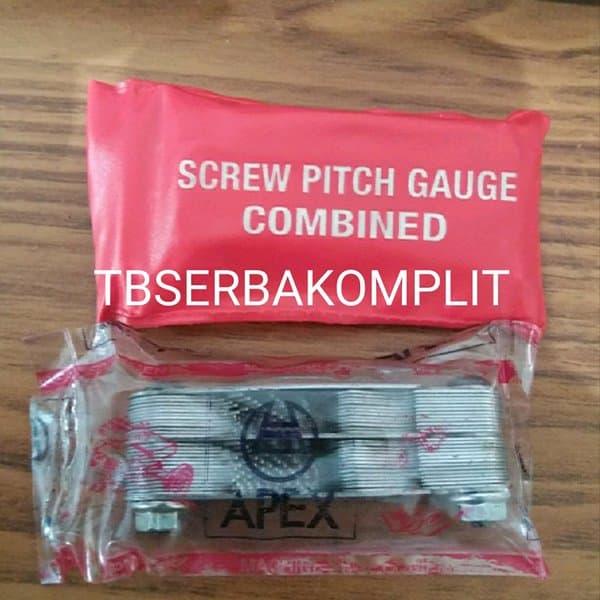 SCREW PITCH GAUGE
COMBINED
TBSERBAKOMPLIT
APEX